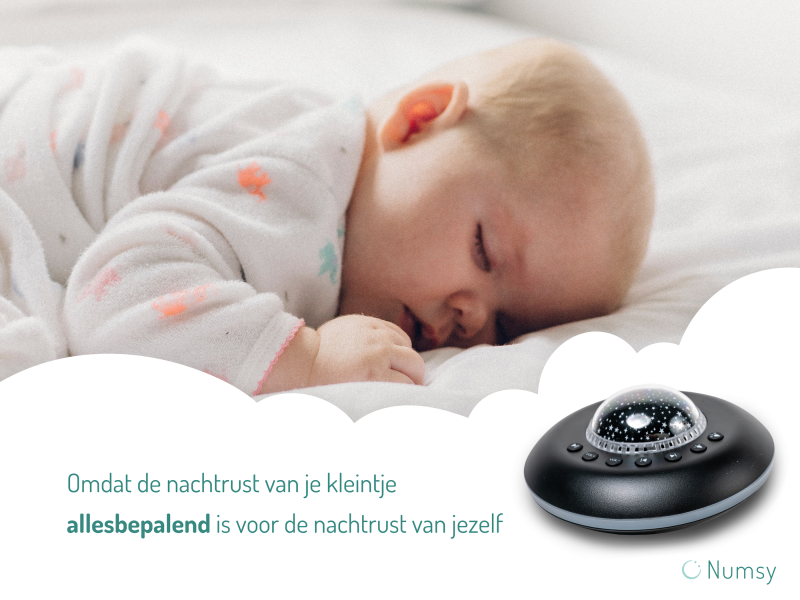 Omdat de nachtrust van je kleintje
allesbepalend is voor de nachtrust van jezelf
Numsy